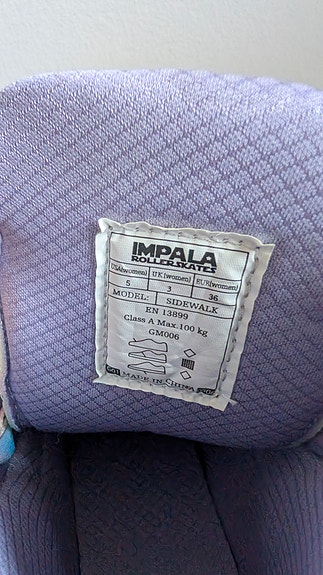 IMPALA
ROLLERSKATES
USA(women) UK(women) EUR(women)
5 3 36
MODEL: SIDEWALK
EN 13899
Class A Max.100 kg
GM006
MADE IN CHINA